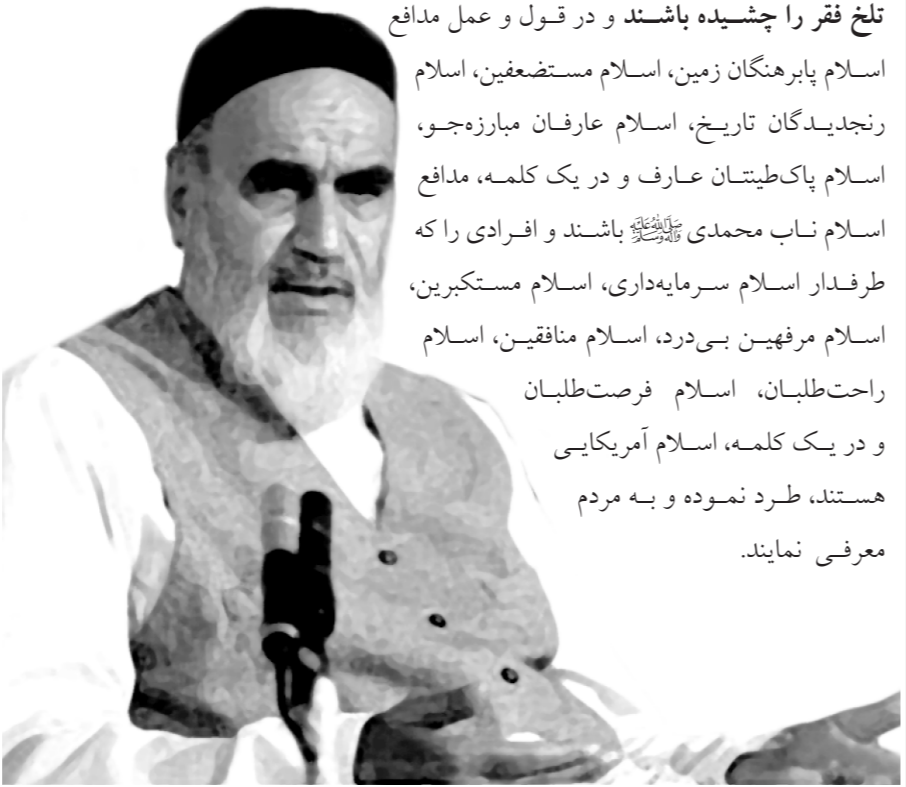 تلخ فقر را چشیده باشند و در قول و عمل مدافع
اسلام پابرهنگان زمین، اسلام مستضعفین، اسلام
رنجدیدگان تاریخ، اسلام عارفان مبارزه‌جو،
اسلام پاک‌طینتان عارف و در یک کلمه، مدافع
اسلام ناب محمدی صلی‌الله‌علیه‌وآله‌وسلم باشند و افرادی را که
طرفدار اسلام سرمایه‌داری، اسلام مستکبرین،
اسلام مرفهین بی‌درد، اسلام منافقین، اسلام
راحت‌طلبان، اسلام فرصت‌طلبان
و در یک کلمه، اسلام آمریکایی
هستند، طرد نموده و به مردم
معرفی نمایند.